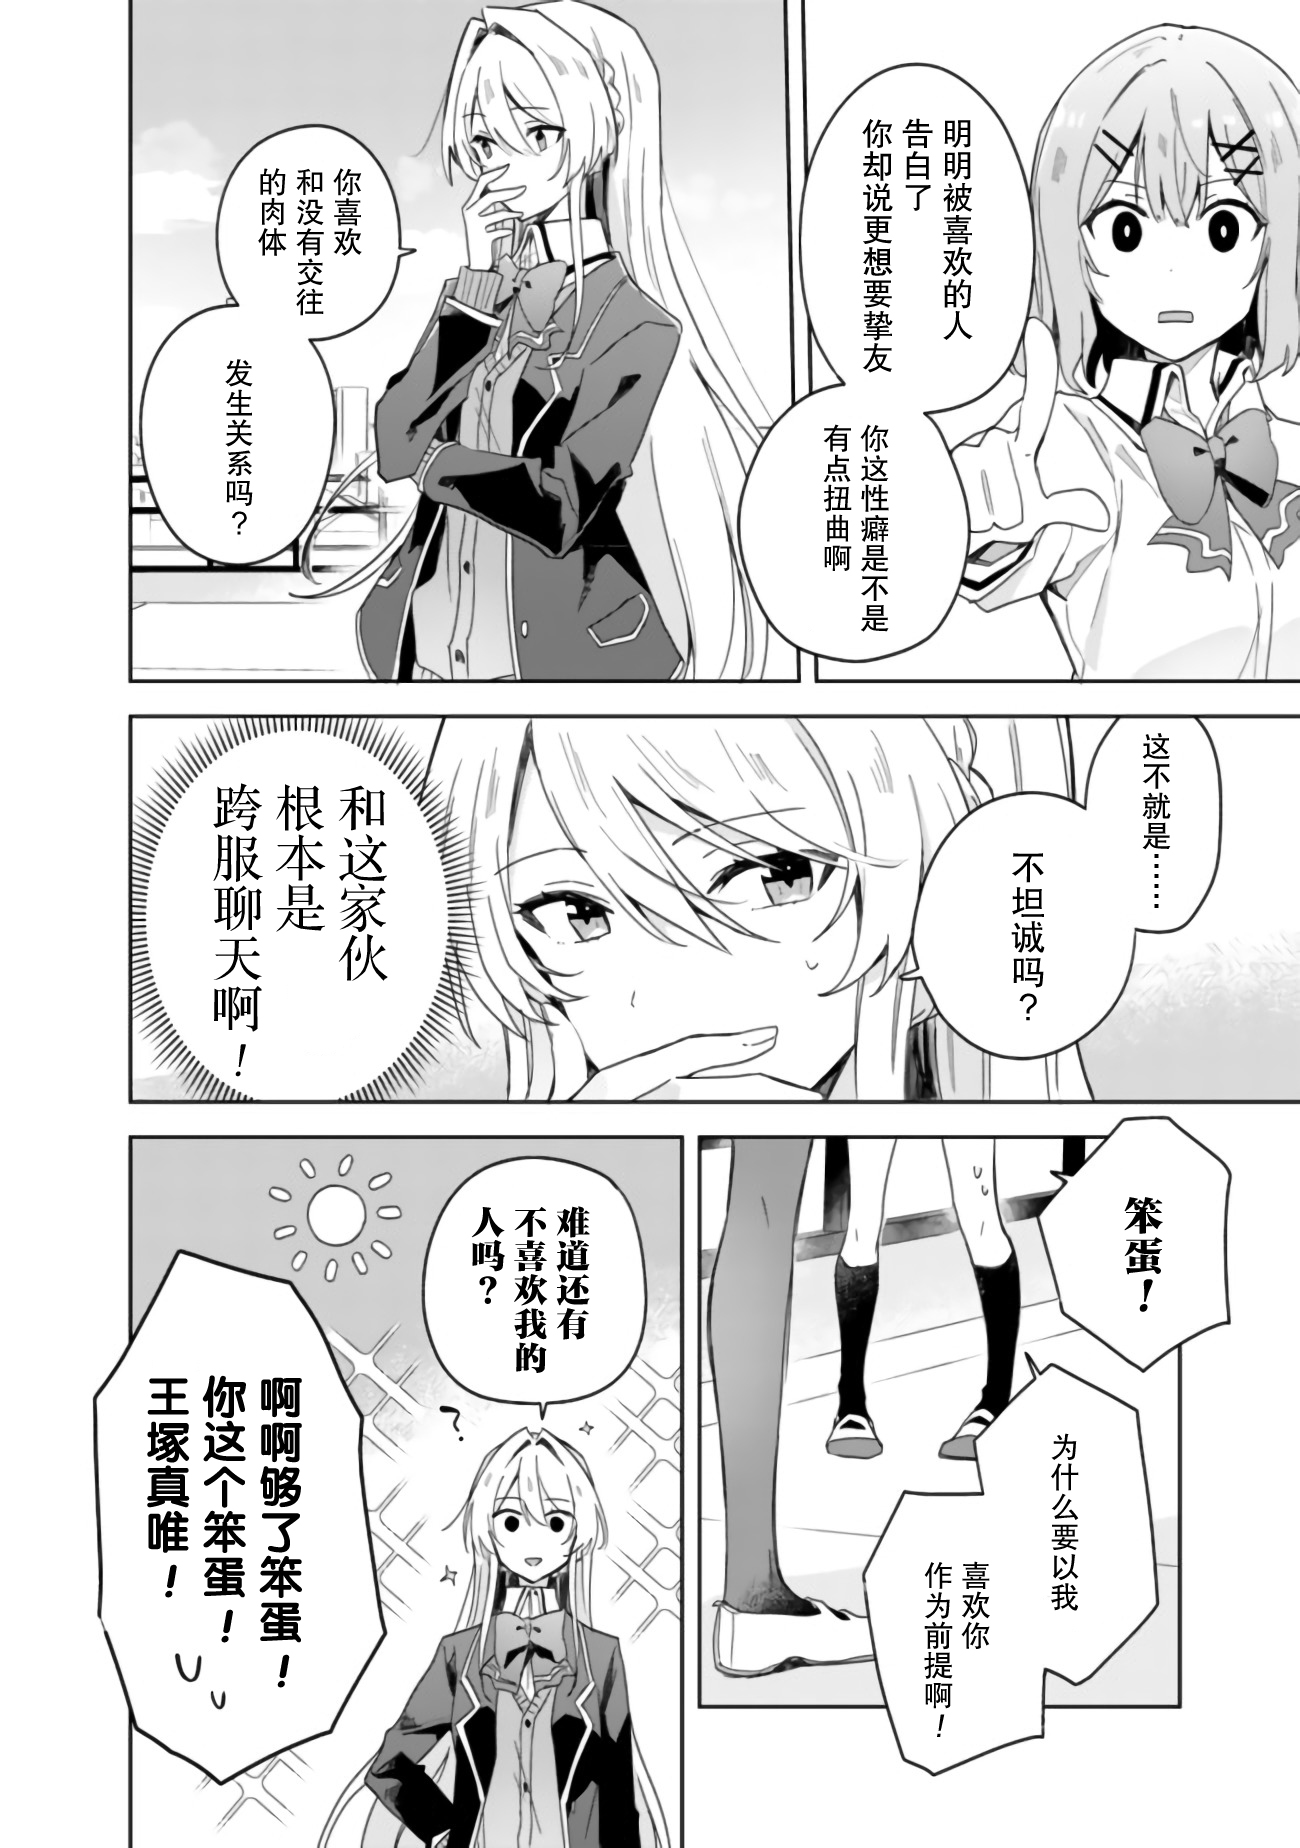 明明被喜欢的人
告白了
你却说更想要挚友
你这性癖是不是
有点扭曲啊
你喜欢
和没有交往
的肉体
发生关系吗？
这不就是……
不坦诚吗？
和这家伙
根本是
跨服聊天啊！
笨蛋！
为什么要以我
喜欢你
作为前提啊！
难道还有
不喜欢我的
人吗？
？
啊啊够了笨蛋！
你这个笨蛋！
王塚真唯！